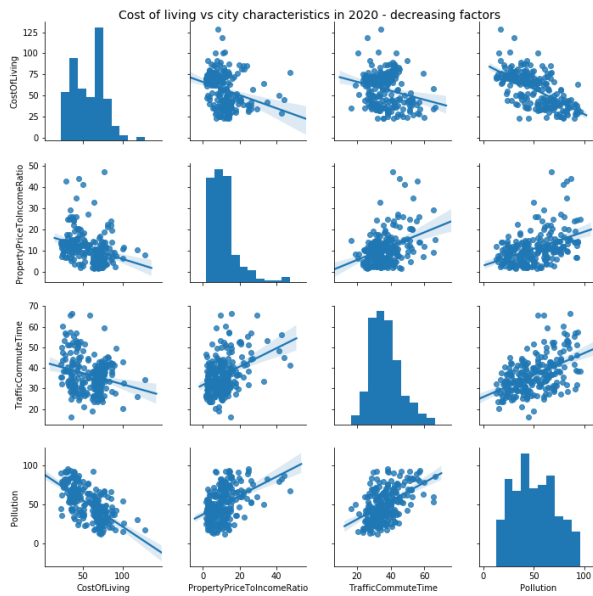 Cost of living vs city characteristics in 2020 - decreasing factors
CostOfLiving
125
100
75
50
25
0
PropertyPriceToIncomeRatio
50
40
30
20
10
0
TrafficCommuteTime
70
60
50
40
30
20
Pollution
100
50
0
50 100
CostOfLiving
0 20 40
PropertyPriceToIncomeRatio
20 40 60
TrafficCommuteTime
0 50 100
Pollution